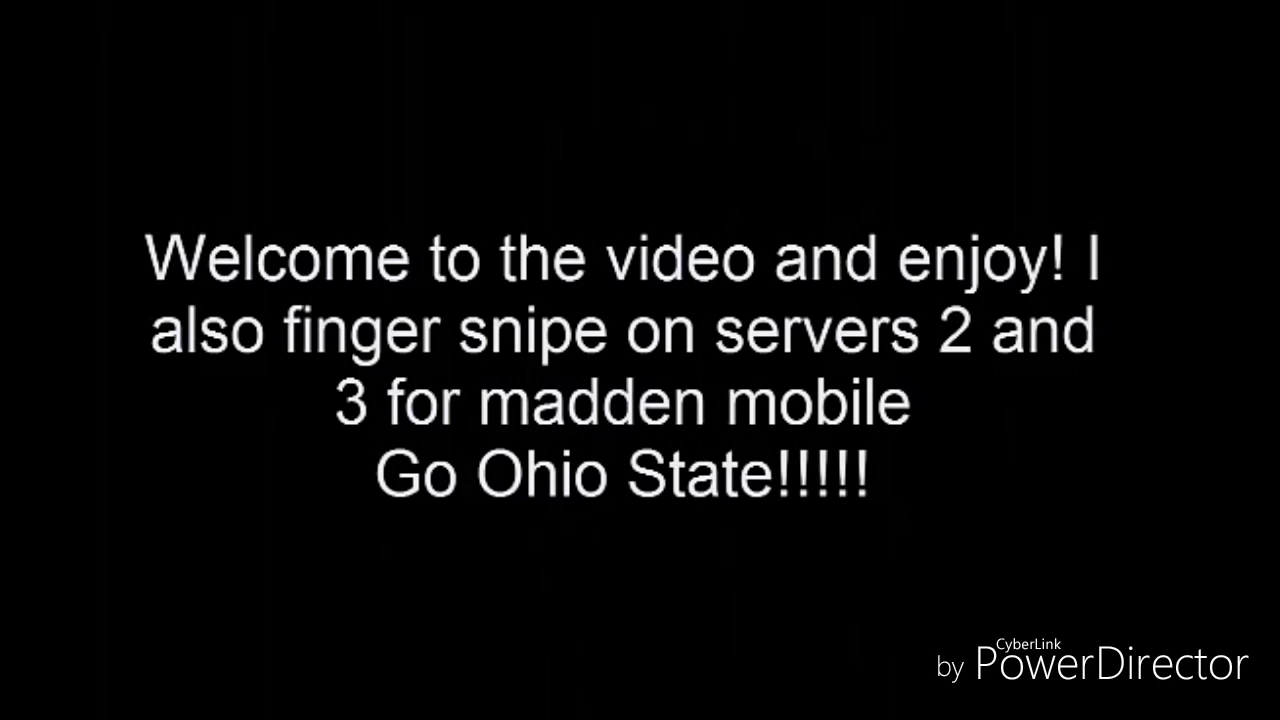 Welcome to the video and enjoy! I
also finger snipe on servers 2 and
3 for madden mobile
Go Ohio State!!!!!
CyberLink
by PowerDirector